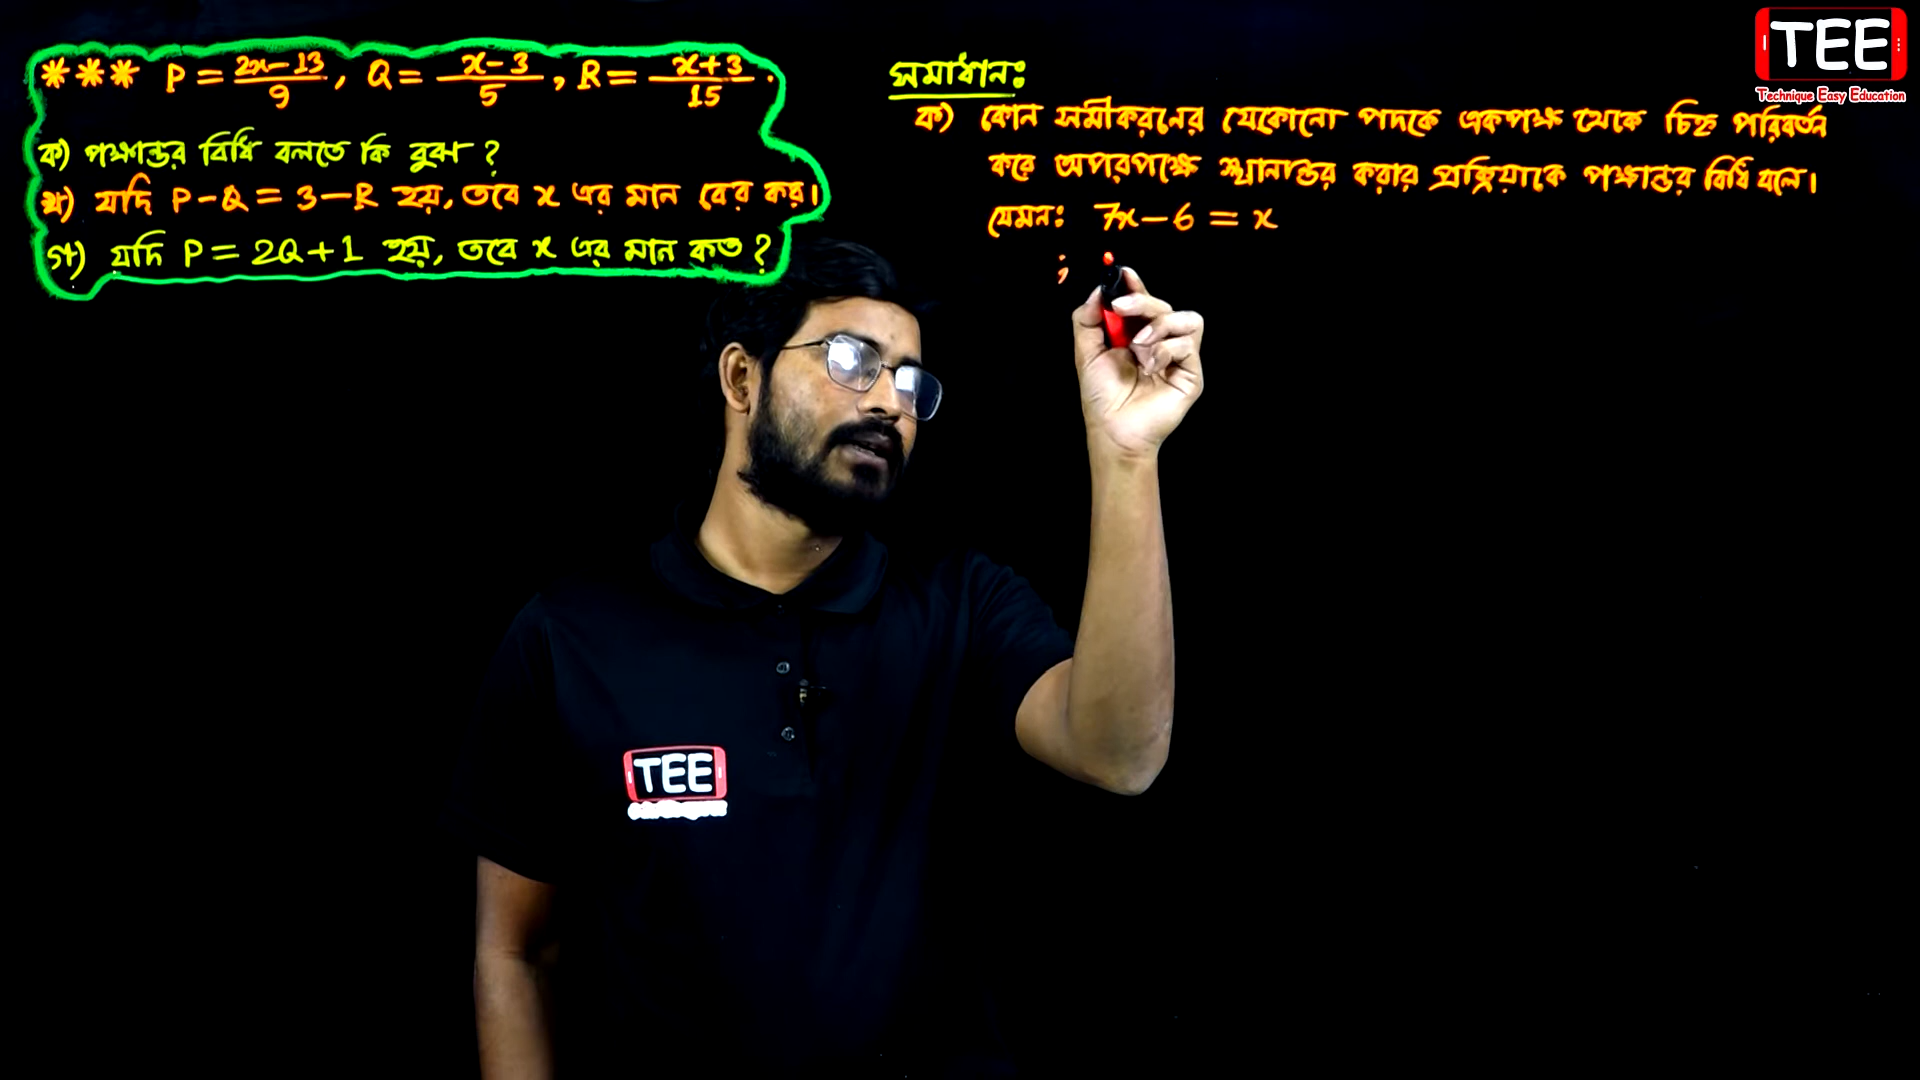 *** P = 2x-13/9, Q = x-3/5, R = x+3/15.
ক) পক্ষান্তর বিধি বলতে কি বুঝ ?
খ) যদি P-Q = 3-R হয়, তবে x এর মান বের কর।
গ) যদি P = 2Q+1 হয়, তবে x এর মান কত ?
সমাধানঃ
ক) কোন সমীকরণের যেকোনো পদকে একপক্ষ থেকে চিহ্ন পরিবর্তন
করে অপরপক্ষে স্থানান্তর করার প্রক্রিয়াকে পক্ষান্তর বিধি বলে।
যেমনঃ 7x-6 = x
TEE
Technique Easy Education
TEE